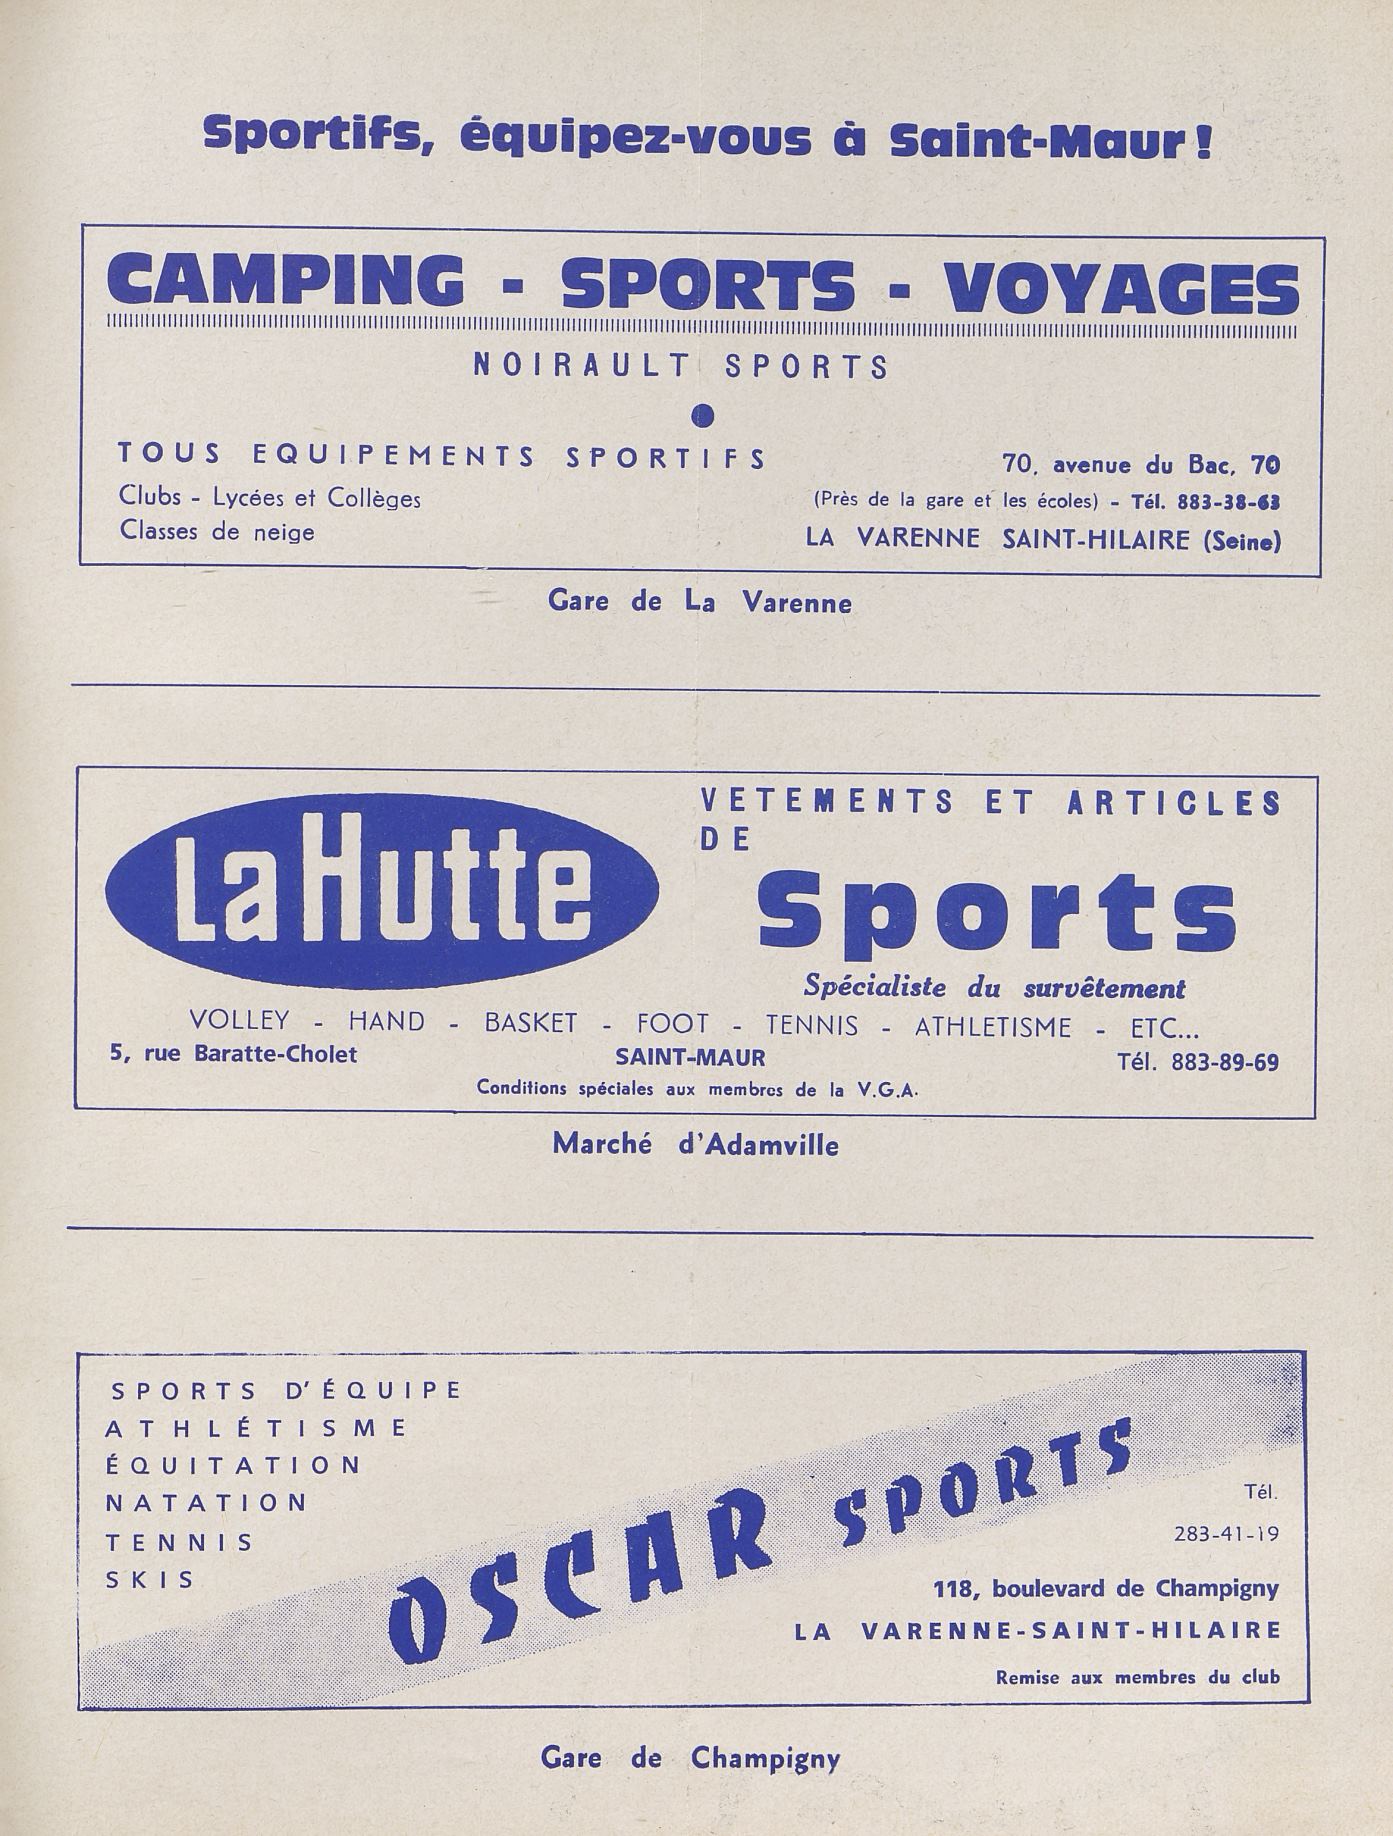 Sportifs, équipez-vous à Saint-Maur !
CAMPING - SPORTS - VOYAGES
NOIRAULT SPORTS
TOUS EQUIPEMENTS SPORTIFS
Clubs - Lycées et Collèges
Classes de neige
70, avenue du Bac, 70
(Près de la gare et les écoles) - Tél. 883-38-63
LA VARENNE SAINT-HILAIRE (Seine)
Gare de La Varenne
LaHutte
VETEMENTS ET ARTICLES
DE
Sports
Spécialiste du survêtement
VOLLEY - HAND - BASKET - FOOT - TENNIS - ATHLETISME - ETC...
5, rue Baratte-Cholet SAINT-MAUR Tél. 883-89-69
Conditions spéciales aux membres de la V.G.A.
Marché d'Adamville
SPORTS D'ÉQUIPE
ATHLÉTISME
ÉQUITATION
NATATION
TENNIS
SKIS
OSCAR SPORTS
Tél.
283-41-19
118, boulevard de Champigny
LA VARENNE-SAINT-HILAIRE
Remise aux membres du club
Gare de Champigny